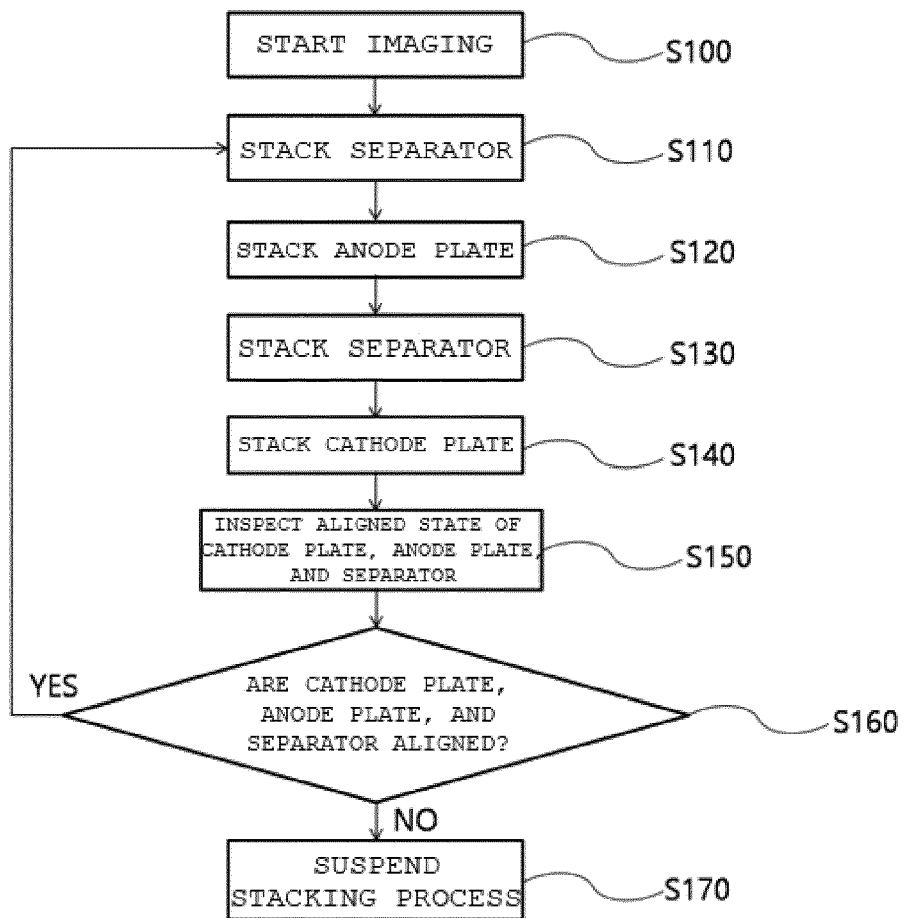 START IMAGING
S100
STACK SEPARATOR
S110
STACK ANODE PLATE
S120
STACK SEPARATOR
S130
STACK CATHODE PLATE
S140
INSPECT ALIGNED STATE OF
CATHODE PLATE, ANODE PLATE,
AND SEPARATOR
S150
YES
ARE CATHODE PLATE,
ANODE PLATE, AND
SEPARATOR ALIGNED?
S160
NO
SUSPEND
STACKING PROCESS
S170